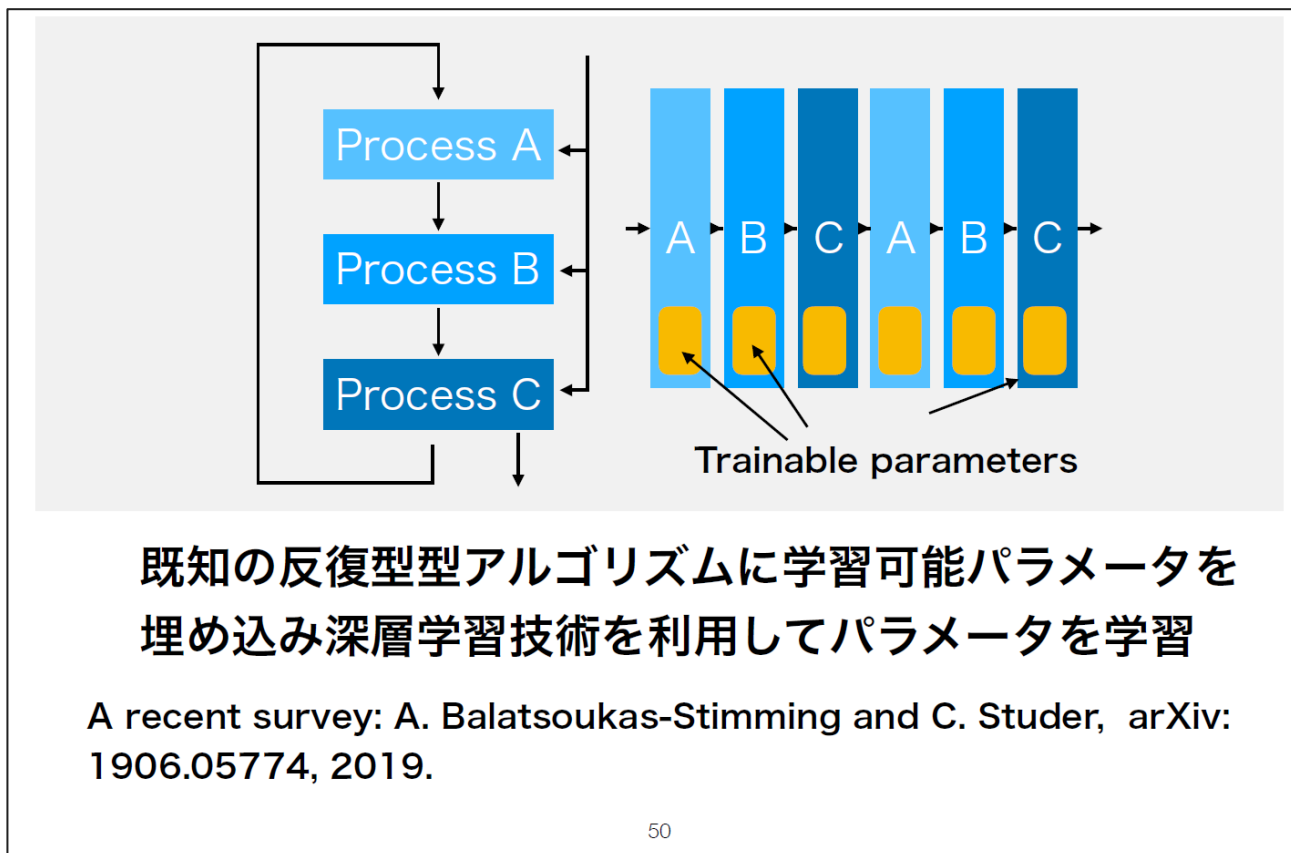 Process A
Process B
Process C
A B C A B C
Trainable parameters
既知の反復型型アルゴリズムに学習可能パラメータを
埋め込み深層学習技術を利用してパラメータを学習
A recent survey: A. Balatsoukas-Stimming and C. Studer, arXiv:
1906.05774, 2019.
50